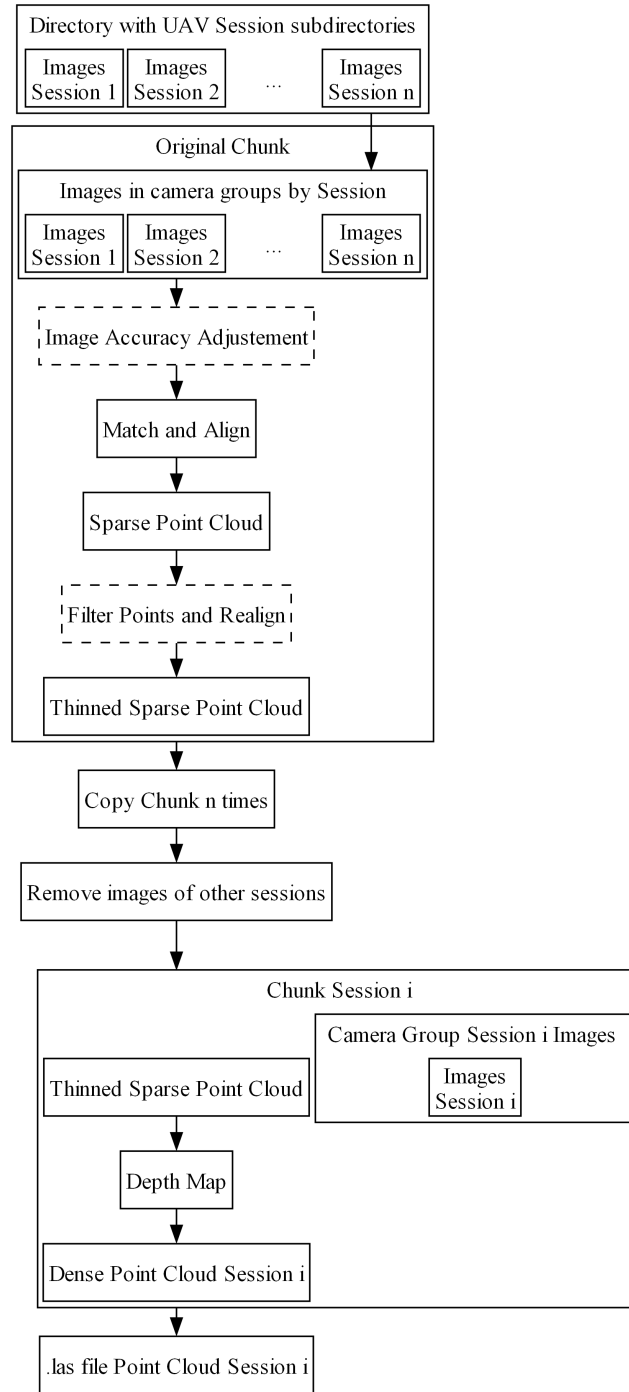 Directory with UAV Session subdirectories
Images
Session 1
Images
Session 2
...
Images
Session n
Original Chunk
Images in camera groups by Session
Images
Session 1
Images
Session 2
...
Images
Session n
Image Accuracy Adjustement
Match and Align
Sparse Point Cloud
Filter Points and Realign
Thinned Sparse Point Cloud
Copy Chunk n times
Remove images of other sessions
Chunk Session i
Camera Group Session i Images
Images
Session i
Thinned Sparse Point Cloud
Depth Map
Dense Point Cloud Session i
.las file Point Cloud Session i